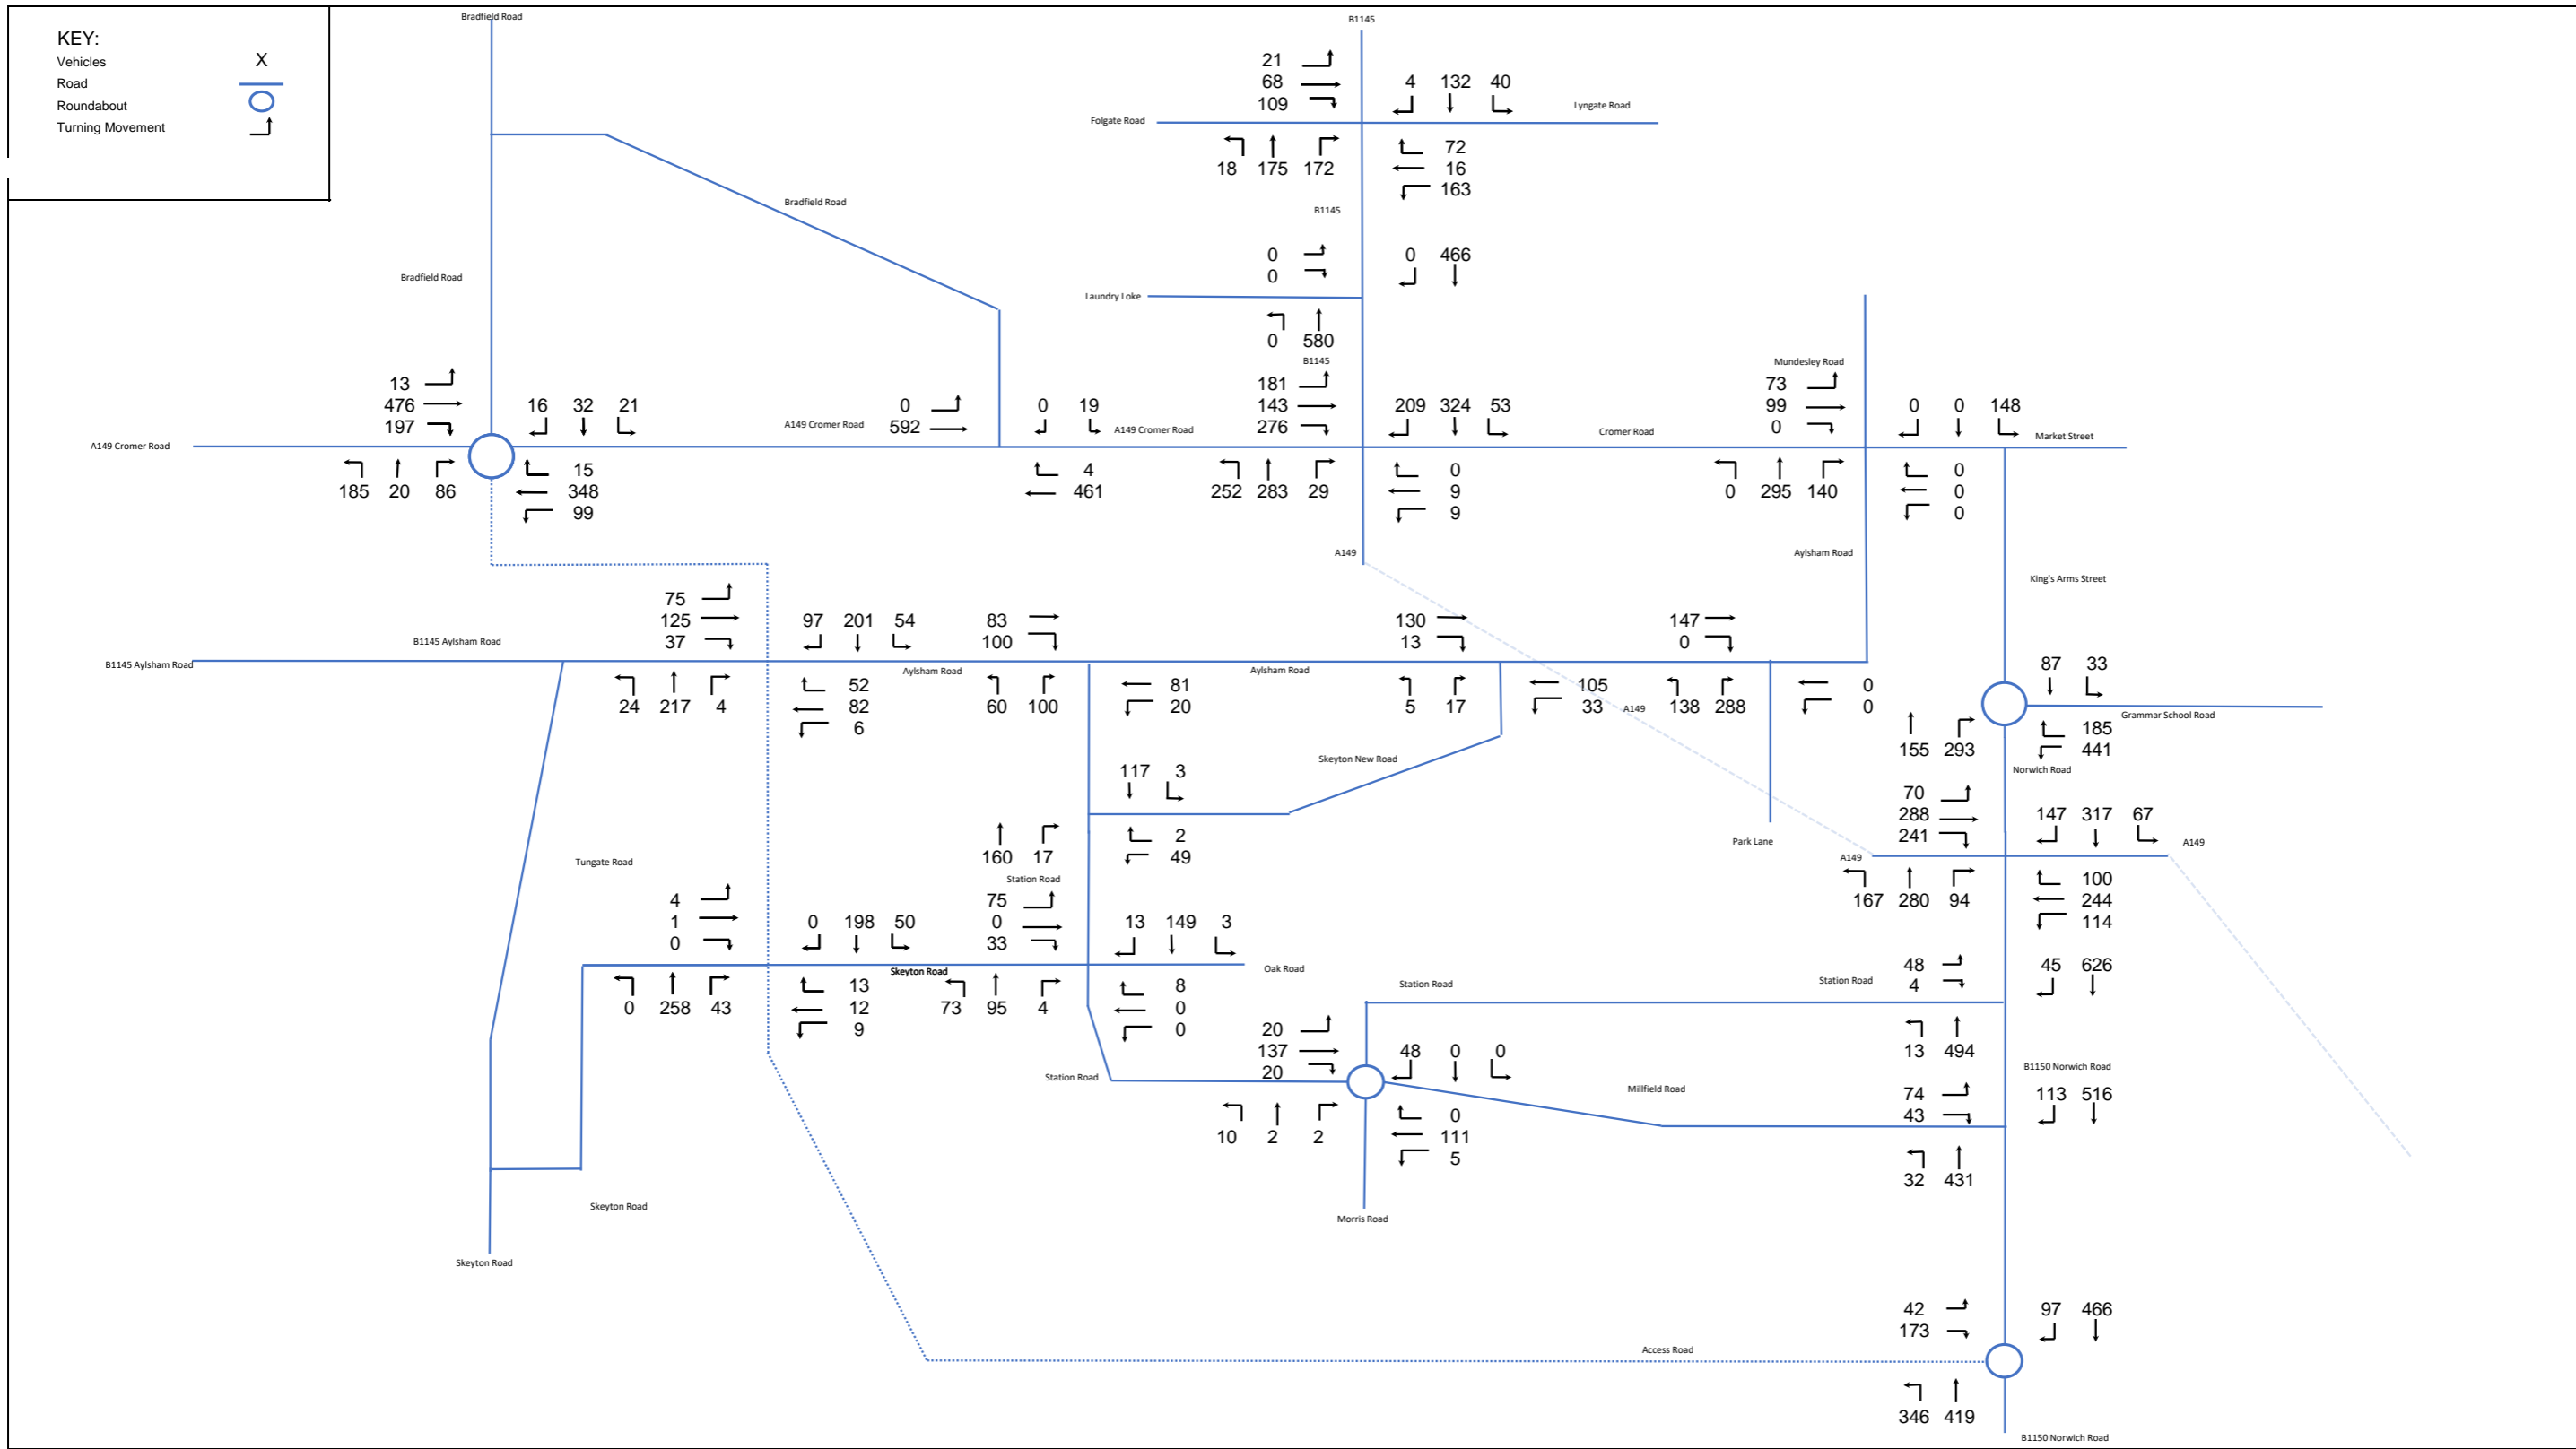 Bradfield Road
B1145
KEY:
Vehicles X
Road
Roundabout
Turning Movement
21
68
109
4 132 40
Folgate Road
Lyngate Road
18 175 172
72
16
163
Bradfield Road
B1145
Bradfield Road
0
0
0 466
Laundry Loke
0 580
B1145
Mundesley Road
13
476
197
16 32 21
A149 Cromer Road
0
592
0 19
A149 Cromer Road
181
143
276
209 324 53
Cromer Road
73
99
0
0 0 148
Market Street
A149 Cromer Road
185 20 86
15
348
99
4
461
252 283 29
0
9
9
0 295 140
0
0
0
A149
Aylsham Road
King's Arms Street
75
125
37
97 201 54
83
100
130
13
147
0
B1145 Aylsham Road
B1145 Aylsham Road
Aylsham Road
Aylsham Road
24 217 4
52
82
6
60 100
81
20
5 17
105
33
A149
138 288
0
0
87 33
Grammar School Road
155 293
185
441
Norwich Road
Skeyton New Road
117 3
160 17
2
49
Station Road
Park Lane
70
288
241
147 317 67
A149
A149
167 280 94
100
244
114
Tungate Road
4
1
0
0 198 50
75
0
33
13 149 3
Skeyton Road
Oak Road
0 258 43
13
12
9
73 95 4
8
0
0
Station Road
Station Road
48
4
45 626
13 494
20
137
20
48 0 0
Station Road
Millfield Road
B1150 Norwich Road
10 2 2
0
111
5
74
43
113 516
32 431
Skeyton Road
Morris Road
Skeyton Road
42
173
97 466
Access Road
346 419
B1150 Norwich Road